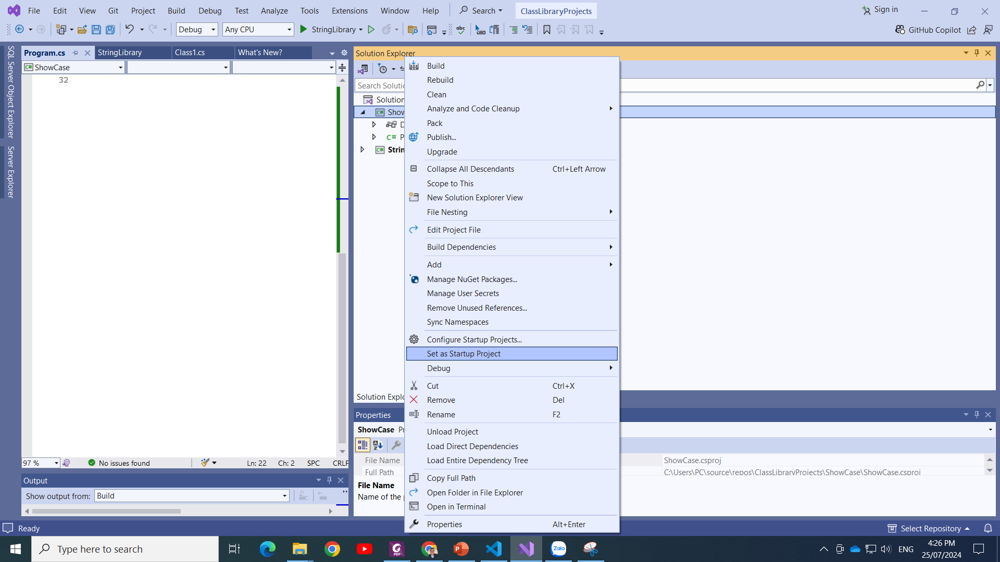 File Edit View Git Project Build Debug Test Analyze Tools Extensions Window Help Search ClassLibraryProjects Sign in
Debug Any CPU StringLibrary abc GitHub Copilot
SQL Server Object Explorer
Server Explorer
Program.cs StringLibrary Class1.cs What's New?
ShowCase
32
97 % No issues found Ln: 22 Ch: 2 SPC CRLF
Output
Show output from: Build
Solution Explorer
Search Solutio
Solution
Show
D
C# P
Strin
Build
Rebuild
Clean
Analyze and Code Cleanup
Pack
Publish...
Upgrade
Collapse All Descendants Ctrl+Left Arrow
Scope to This
New Solution Explorer View
File Nesting
Edit Project File
Build Dependencies
Add
Manage NuGet Packages...
Manage User Secrets
Remove Unused References...
Sync Namespaces
Configure Startup Projects...
Set as Startup Project
Debug
Cut Ctrl+X
Remove Del
Rename F2
Unload Project
Load Direct Dependencies
Load Entire Dependency Tree
Copy Full Path
Open Folder in File Explorer
Open in Terminal
Properties Alt+Enter
Solution Explo
Properties
ShowCase Pr
File Name ShowCase.csproj
Full Path C:\Users\PC\source\repos\ClassLibraryProjects\ShowCase\ShowCase.csproj
File Name
Name of the p
Ready Select Repository
Type here to search
PDF
Zalo
ENG
4:26 PM
25/07/2024